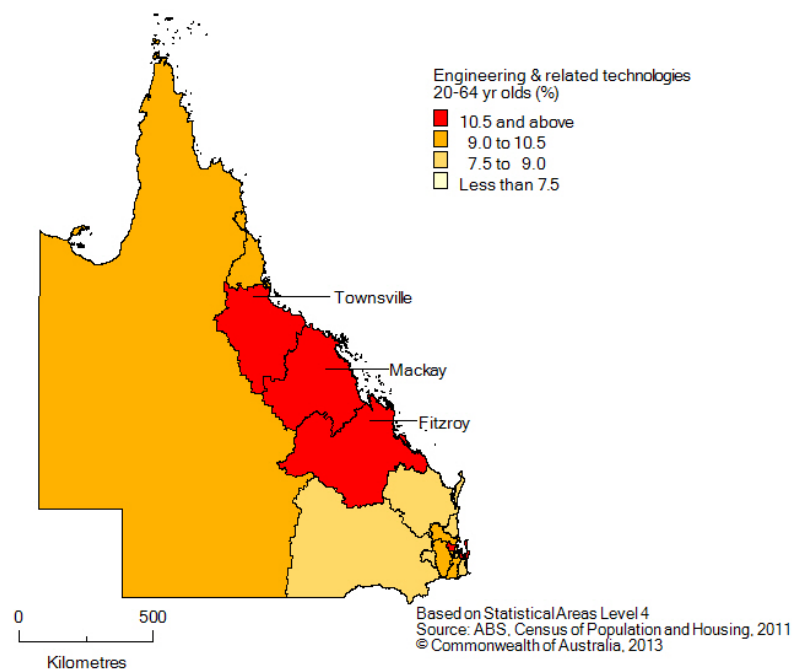 Engineering & related technologies
20-64 yr olds (%)
10.5 and above
9.0 to 10.5
7.5 to 9.0
Less than 7.5
Townsville
Mackay
Fitzroy
0 500
Kilometres
Based on Statistical Areas Level 4
Source: ABS, Census of Population and Housing, 2011
© Commonwealth of Australia, 2013